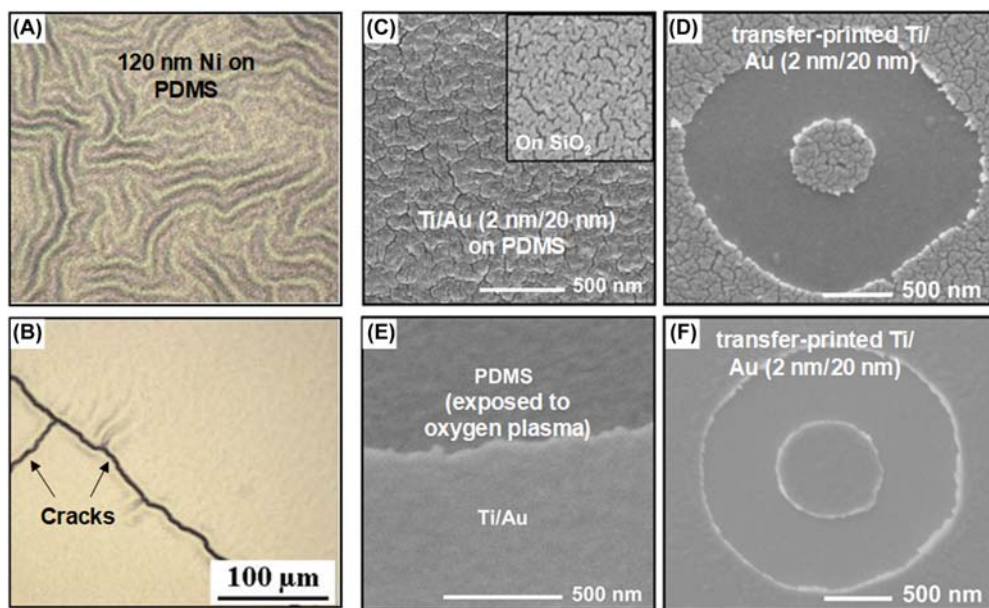 (A)
120 nm Ni on
PDMS
(B)
Cracks
100 μm
(C)
On SiO₂
Ti/Au (2 nm/20 nm)
on PDMS
500 nm
(D)
transfer-printed Ti/
Au (2 nm/20 nm)
500 nm
(E)
PDMS
(exposed to
oxygen plasma)
Ti/Au
500 nm
(F)
transfer-printed Ti/
Au (2 nm/20 nm)
500 nm